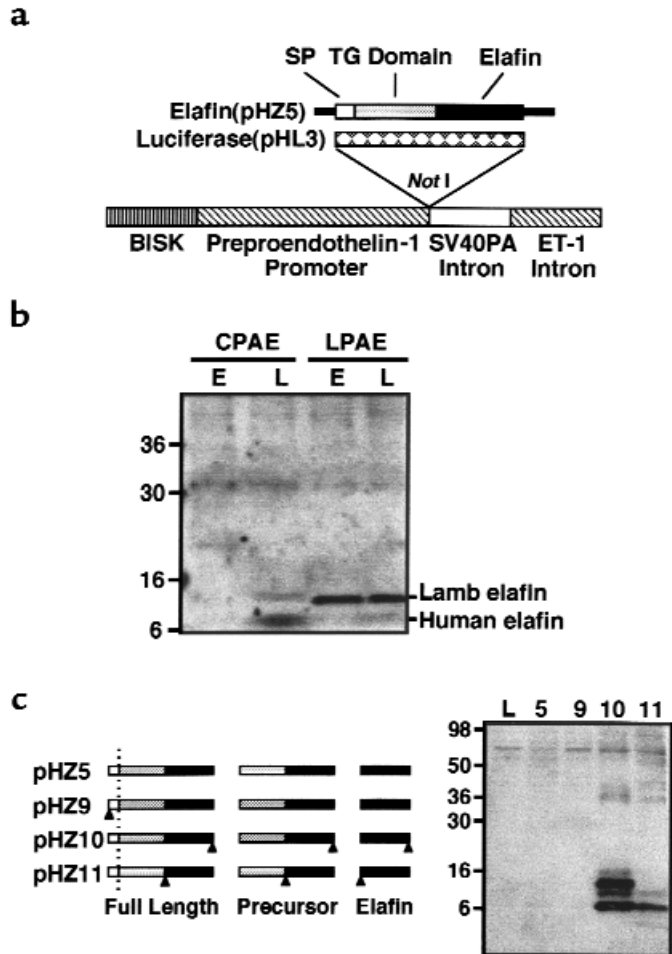 a
SP TG Domain Elafin
Elafin(pHZ5)
Luciferase(pHL3)
Not I
BISK Preproendothelin-1 SV40PA ET-1
Promoter Intron Intron
b
CPAE LPAE
E L E L
36
30
16
6
Lamb elafin
Human elafin
c
pHZ5
pHZ9
pHZ10
pHZ11
Full Length Precursor Elafin
L 5 9 10 11
98
50
36
30
16
6